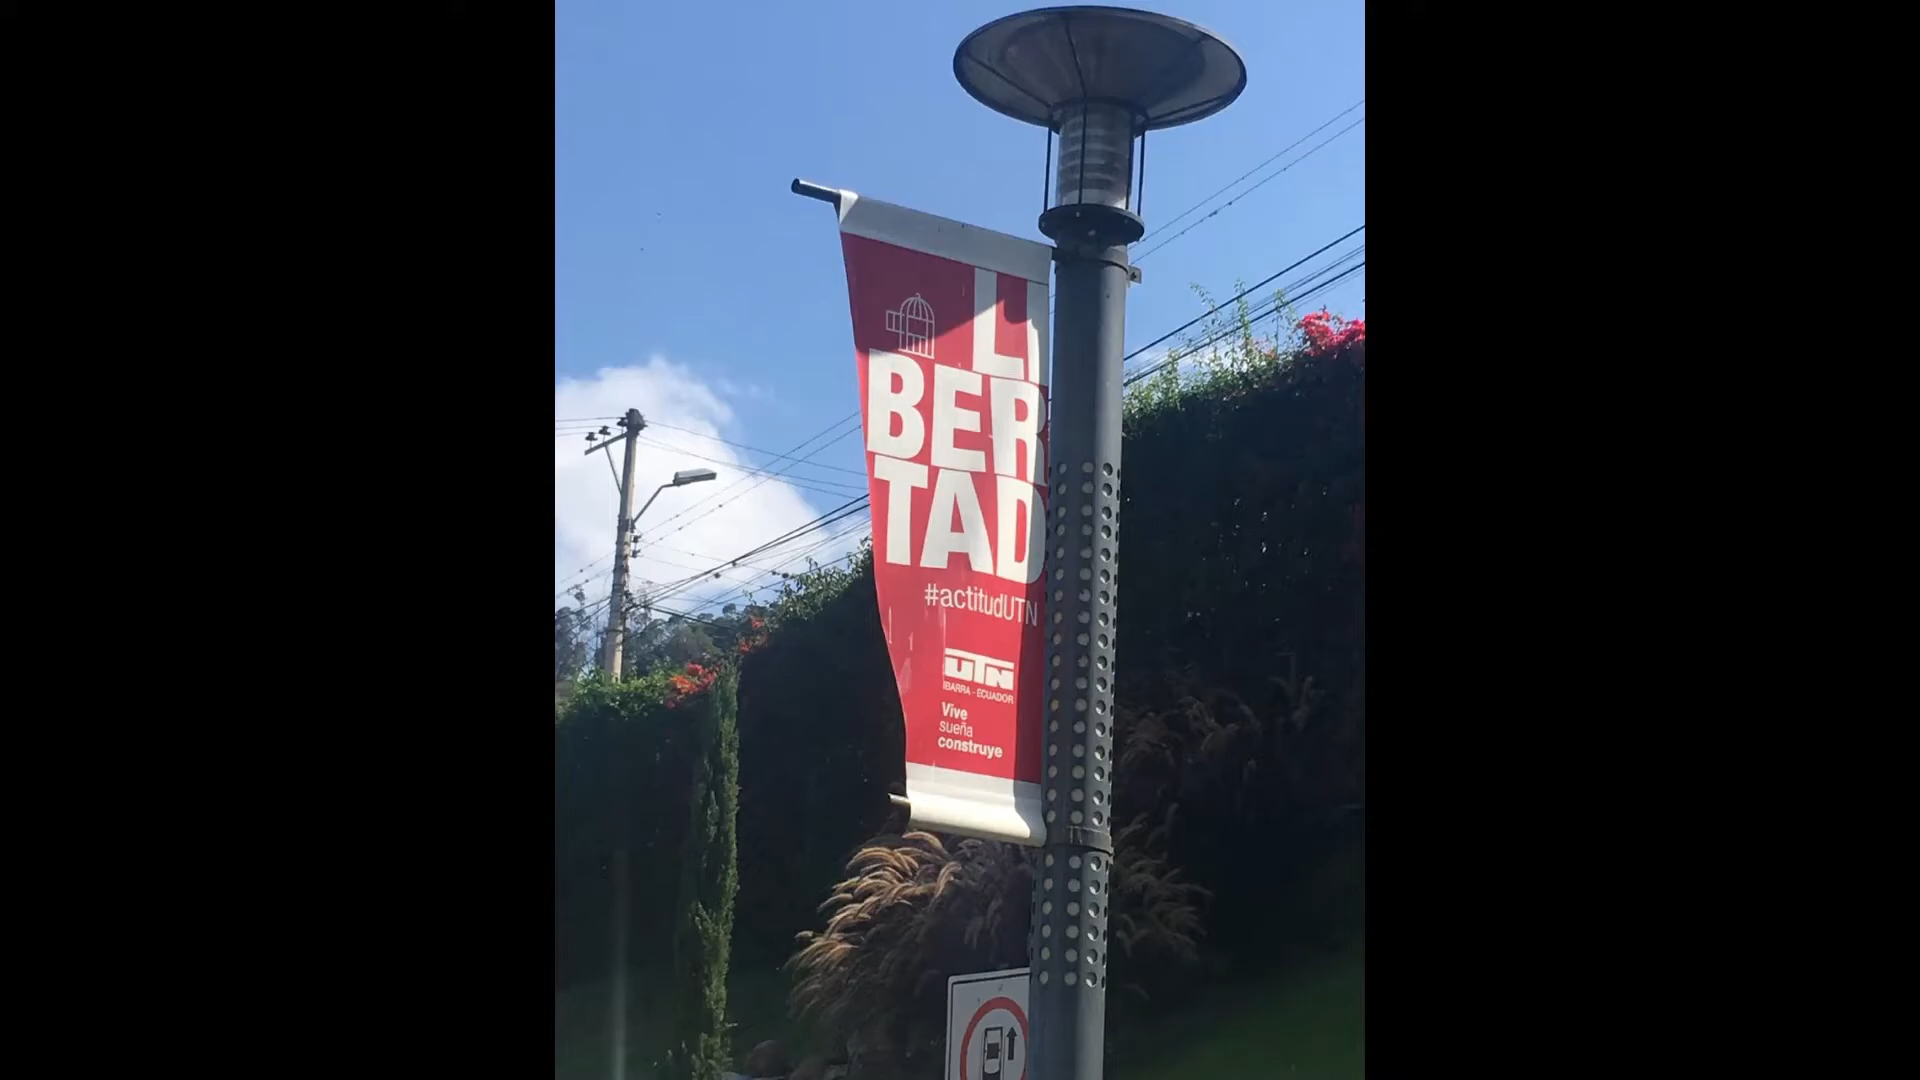 LI
BER
TAD
#actitudUTN
UTN
IBARRA - ECUADOR
Vive
sueña
construye